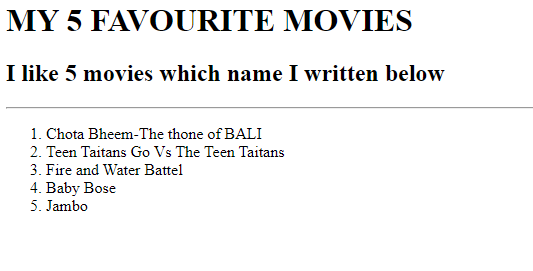 MY 5 FAVOURITE MOVIES
I like 5 movies which name I written below
1. Chota Bheem-The thone of BALI
2. Teen Taitans Go Vs The Teen Taitans
3. Fire and Water Battel
4. Baby Bose
5. Jambo